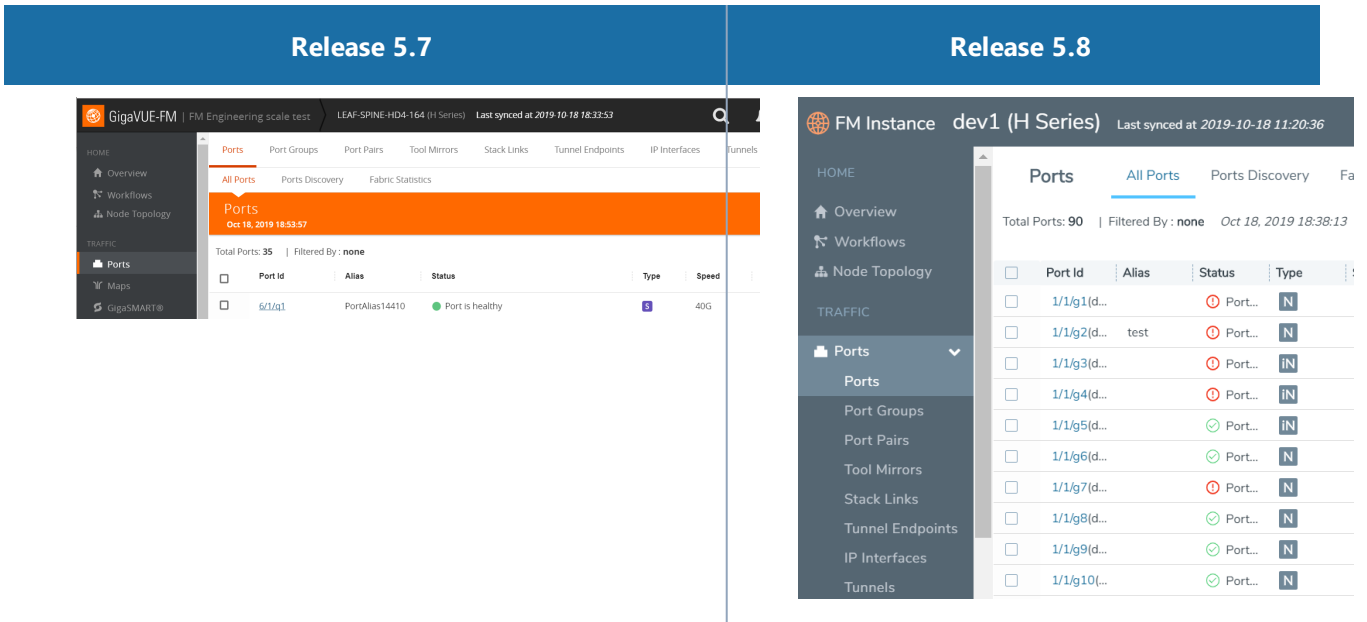 Release 5.7
GigaVUE-FM | FM Engineering scale test LEAF-SPINE-HD4-164 (H Series) Last synced at 2019-10-18 18:33:53
HOME
Overview
Workflows
Node Topology
TRAFFIC
Ports
Maps
GigaSMART®
Ports Port Groups Port Pairs Tool Mirrors Stack Links Tunnel Endpoints IP Interfaces Tunnels
All Ports Ports Discovery Fabric Statistics
Ports
Oct 18, 2019 18:53:57
Total Ports: 35 | Filtered By : none
Port Id Alias Status Type Speed
6/1/q1 PortAlias14410 Port is healthy S 40G
Release 5.8
FM Instance dev1 (H Series) Last synced at 2019-10-18 11:20:36
HOME
Overview
Workflows
Node Topology
TRAFFIC
Ports
Ports
Port Groups
Port Pairs
Tool Mirrors
Stack Links
Tunnel Endpoints
IP Interfaces
Tunnels
Ports All Ports Ports Discovery Fa
Total Ports: 90 | Filtered By : none Oct 18, 2019 18:38:13
Port Id Alias Status Type
1/1/g1(d... Port... N
1/1/g2(d... test Port... N
1/1/g3(d... Port... iN
1/1/g4(d... Port... iN
1/1/g5(d... Port... iN
1/1/g6(d... Port... N
1/1/g7(d... Port... N
1/1/g8(d... Port... N
1/1/g9(d... Port... N
1/1/g10(... Port... N